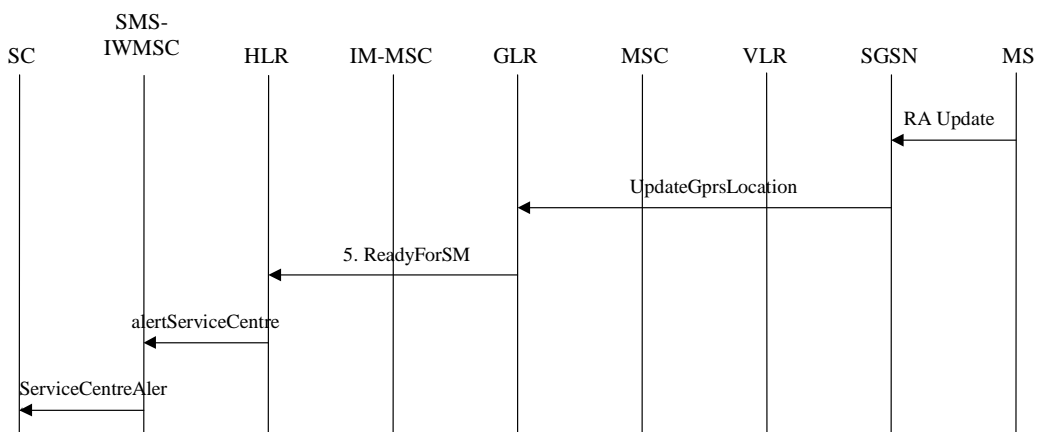 SMS-
IWMSC
SC HLR IM-MSC GLR MSC VLR SGSN MS
RA Update
UpdateGprsLocation
5. ReadyForSM
alertServiceCentre
ServiceCentreAler